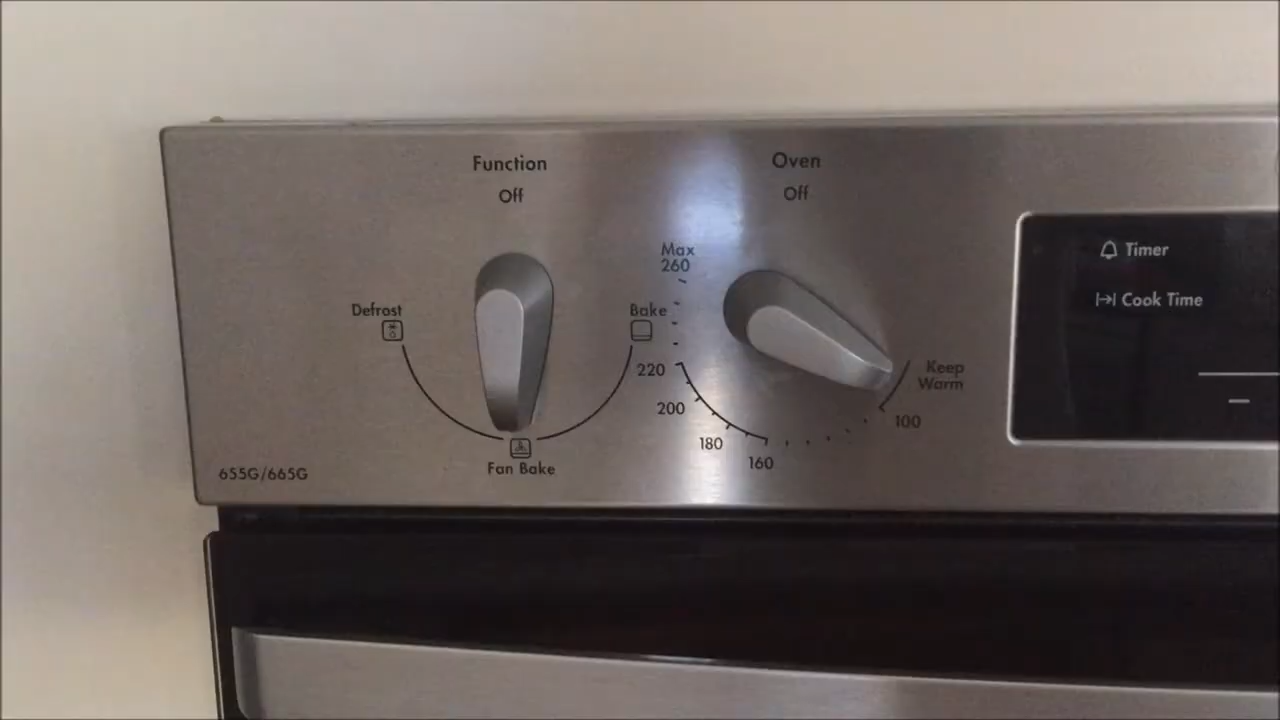 Function
Off
Defrost
Bake
Fan Bake
655G/665G
Oven
Off
Max
260
220
200
180
160
100
Keep
Warm
Timer
Cook Time